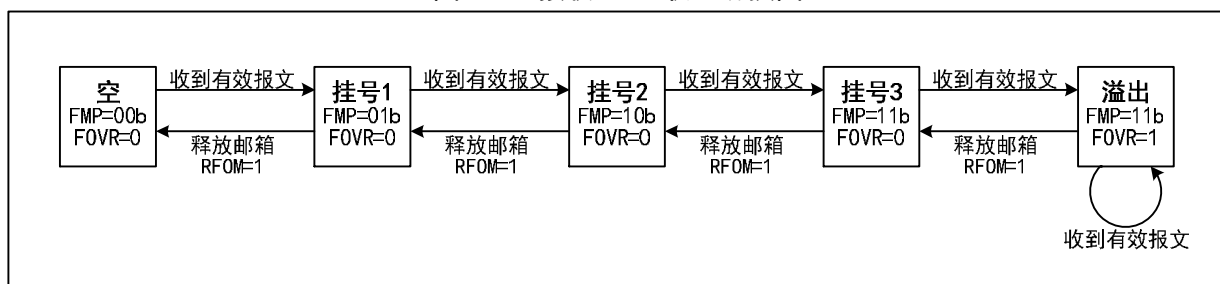 收到有效报文
收到有效报文
收到有效报文
收到有效报文
空
FMP=00b
FOVR=0
挂号1
FMP=01b
FOVR=0
挂号2
FMP=10b
FOVR=0
挂号3
FMP=11b
FOVR=0
溢出
FMP=11b
FOVR=1
释放邮箱
RFOM=1
释放邮箱
RFOM=1
释放邮箱
RFOM=1
释放邮箱
RFOM=1
收到有效报文